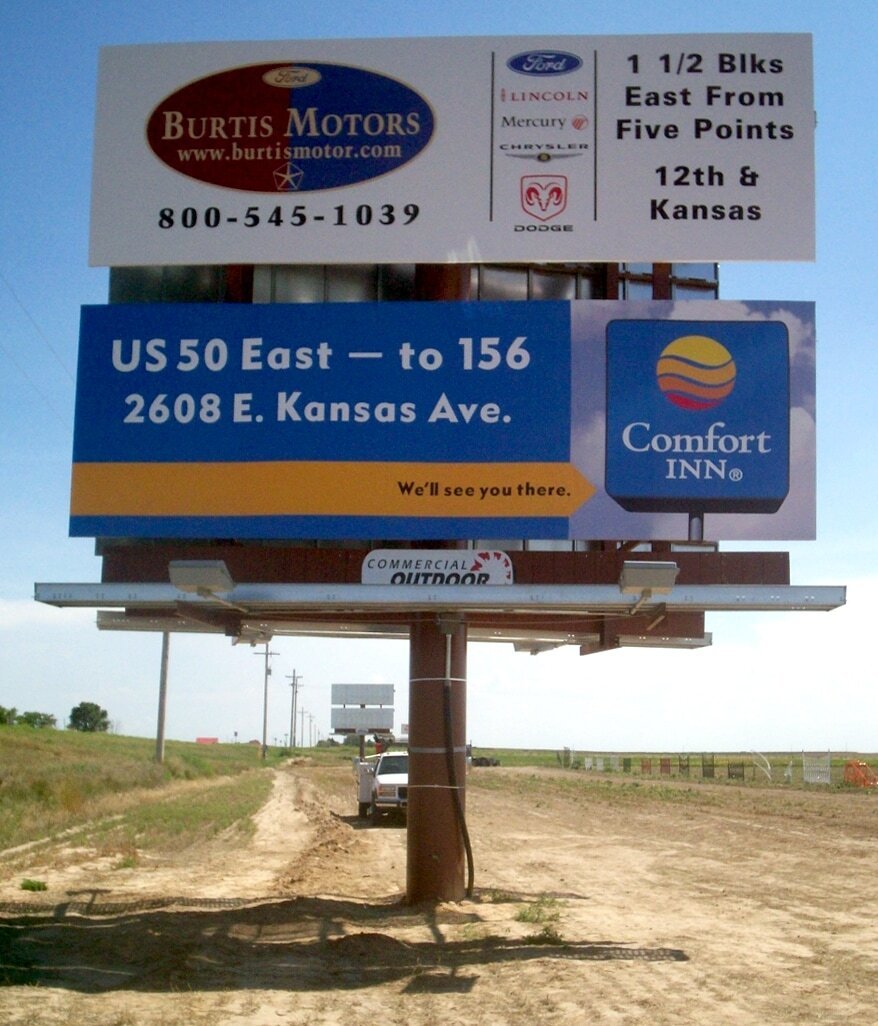 Ford
BURTIS MOTORS
www.burtismotor.com
800-545-1039
Ford
LINCOLN
Mercury
CHRYSLER
DODGE
1 1/2 Blks
East From
Five Points
12th &
Kansas
US 50 East — to 156
2608 E. Kansas Ave.
We'll see you there.
Comfort
INN®
COMMERCIAL
OUTDOOR